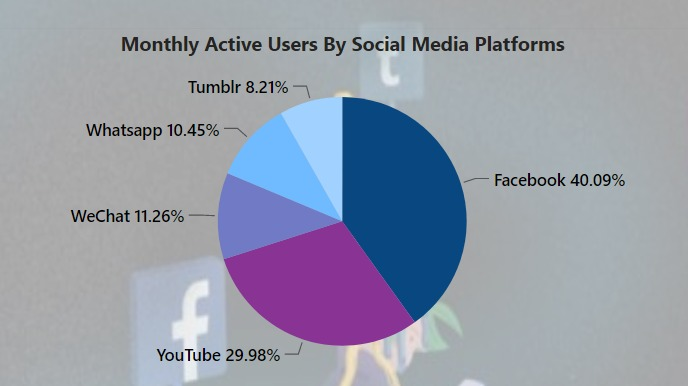 Monthly Active Users By Social Media Platforms
Tumblr 8.21%
Whatsapp 10.45%
Facebook 40.09%
WeChat 11.26%
YouTube 29.98%
t
f